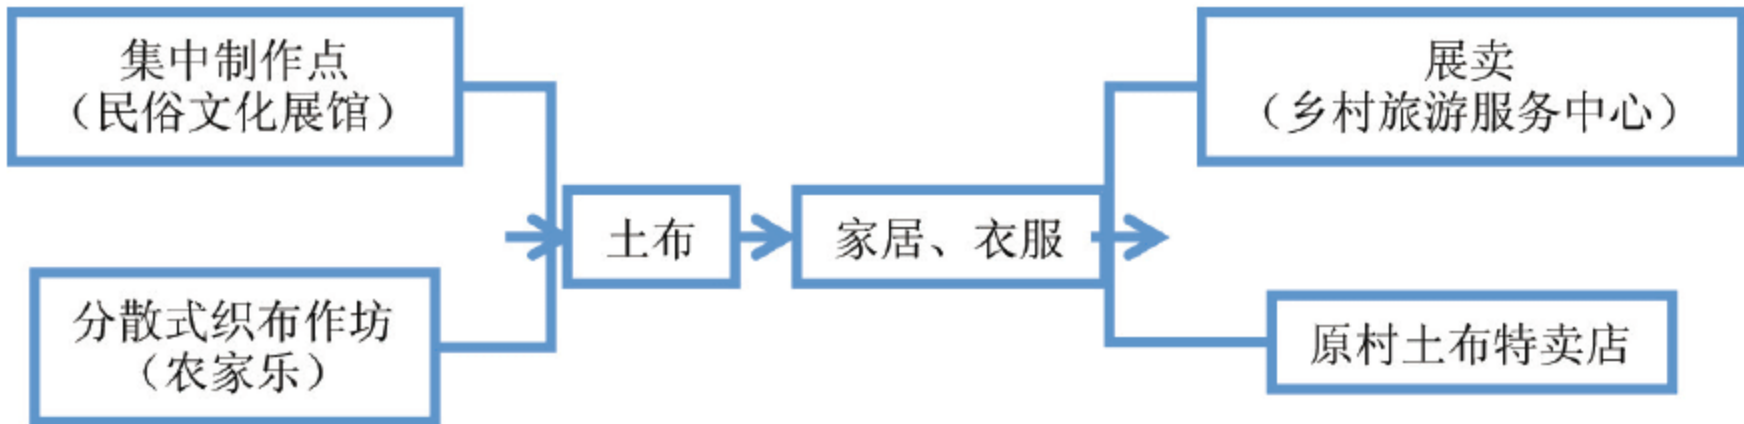 集中制作点
（民俗文化展馆）
分散式织布作坊
（农家乐）
土布
家居、衣服
展卖
（乡村旅游服务中心）
原村土布特卖店